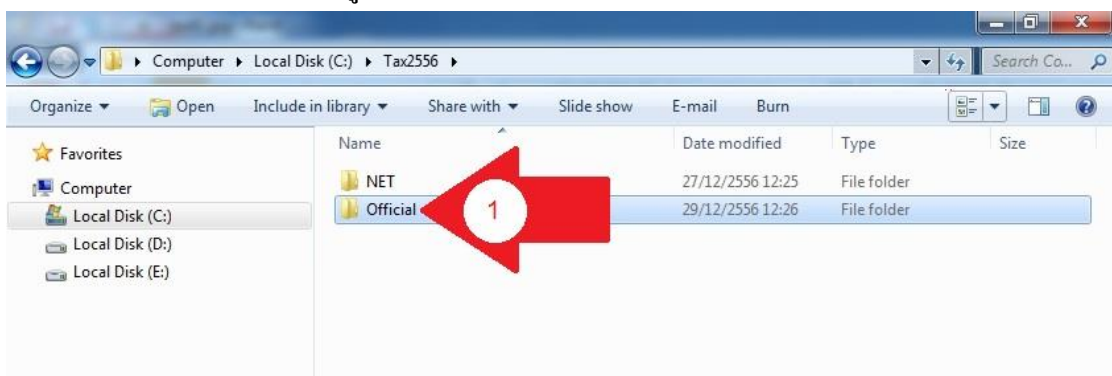 Computer ▸ Local Disk (C:) ▸ Tax2556 ▸
Search Co...
Organize Open Include in library Share with Slide show E-mail Burn
Name Date modified Type Size
Favorites
Computer
Local Disk (C:)
Local Disk (D:)
Local Disk (E:)
NET 27/12/2556 12:25 File folder
Official 29/12/2556 12:26 File folder
1